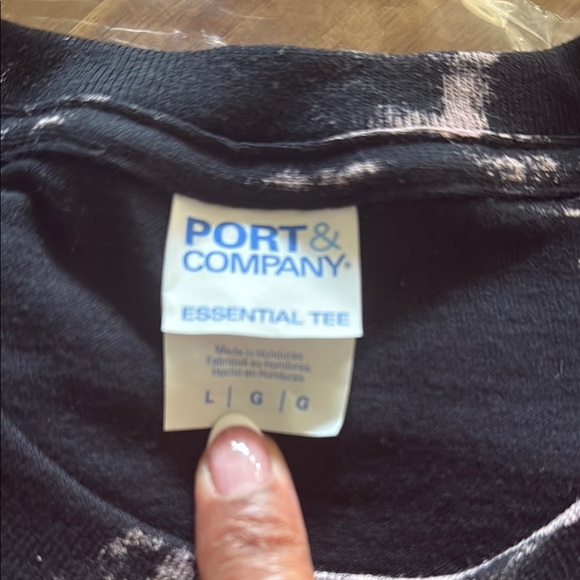 PORT&
COMPANY®
ESSENTIAL TEE
Made in Honduras
Fabriqué au Honduras
Hecho en Honduras
L | G | G